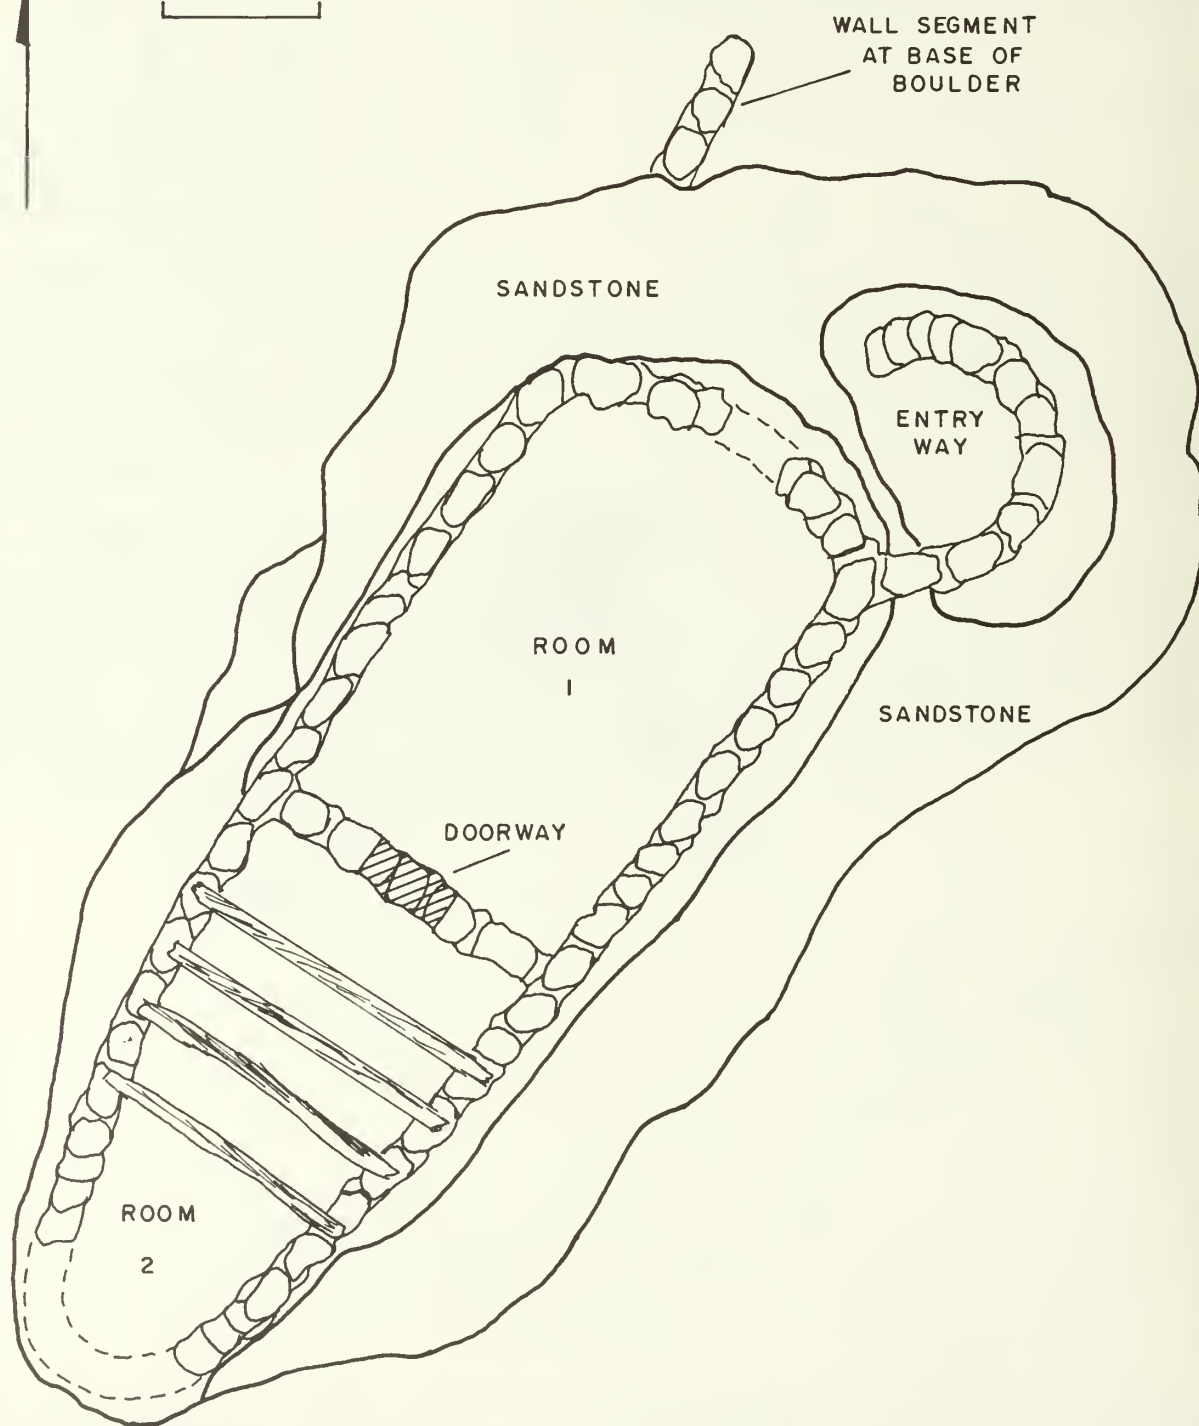 WALL SEGMENT
AT BASE OF
BOULDER
SANDSTONE
ENTRY
WAY
ROOM
1
SANDSTONE
DOORWAY
ROOM
2